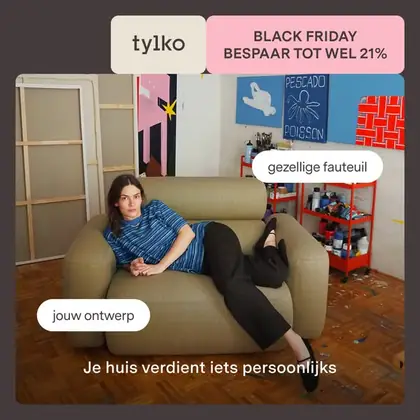 tylko
BLACK FRIDAY
BESPAAR TOT WEL 21%
PESCADO
POISSON
gezellige fauteuil
jouw ontwerp
Je huis verdient iets persoonlijks